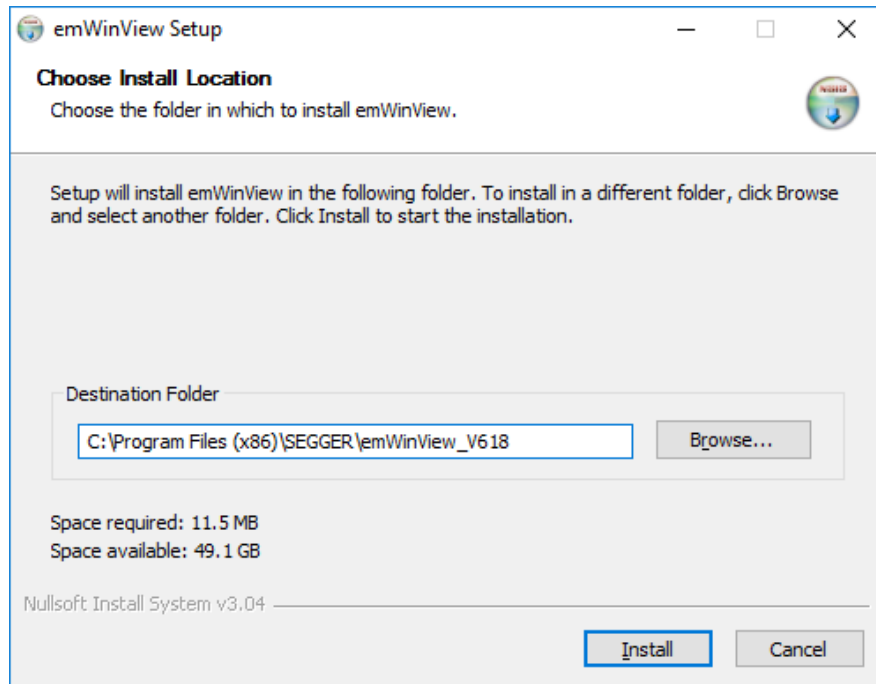 emWinView Setup
Choose Install Location
Choose the folder in which to install emWinView.
Setup will install emWinView in the following folder. To install in a different folder, click Browse
and select another folder. Click Install to start the installation.
Destination Folder
C:\Program Files (x86)\SEGGER\emWinView_V618
Browse...
Space required: 11.5 MB
Space available: 49.1 GB
Nullsoft Install System v3.04
Install
Cancel